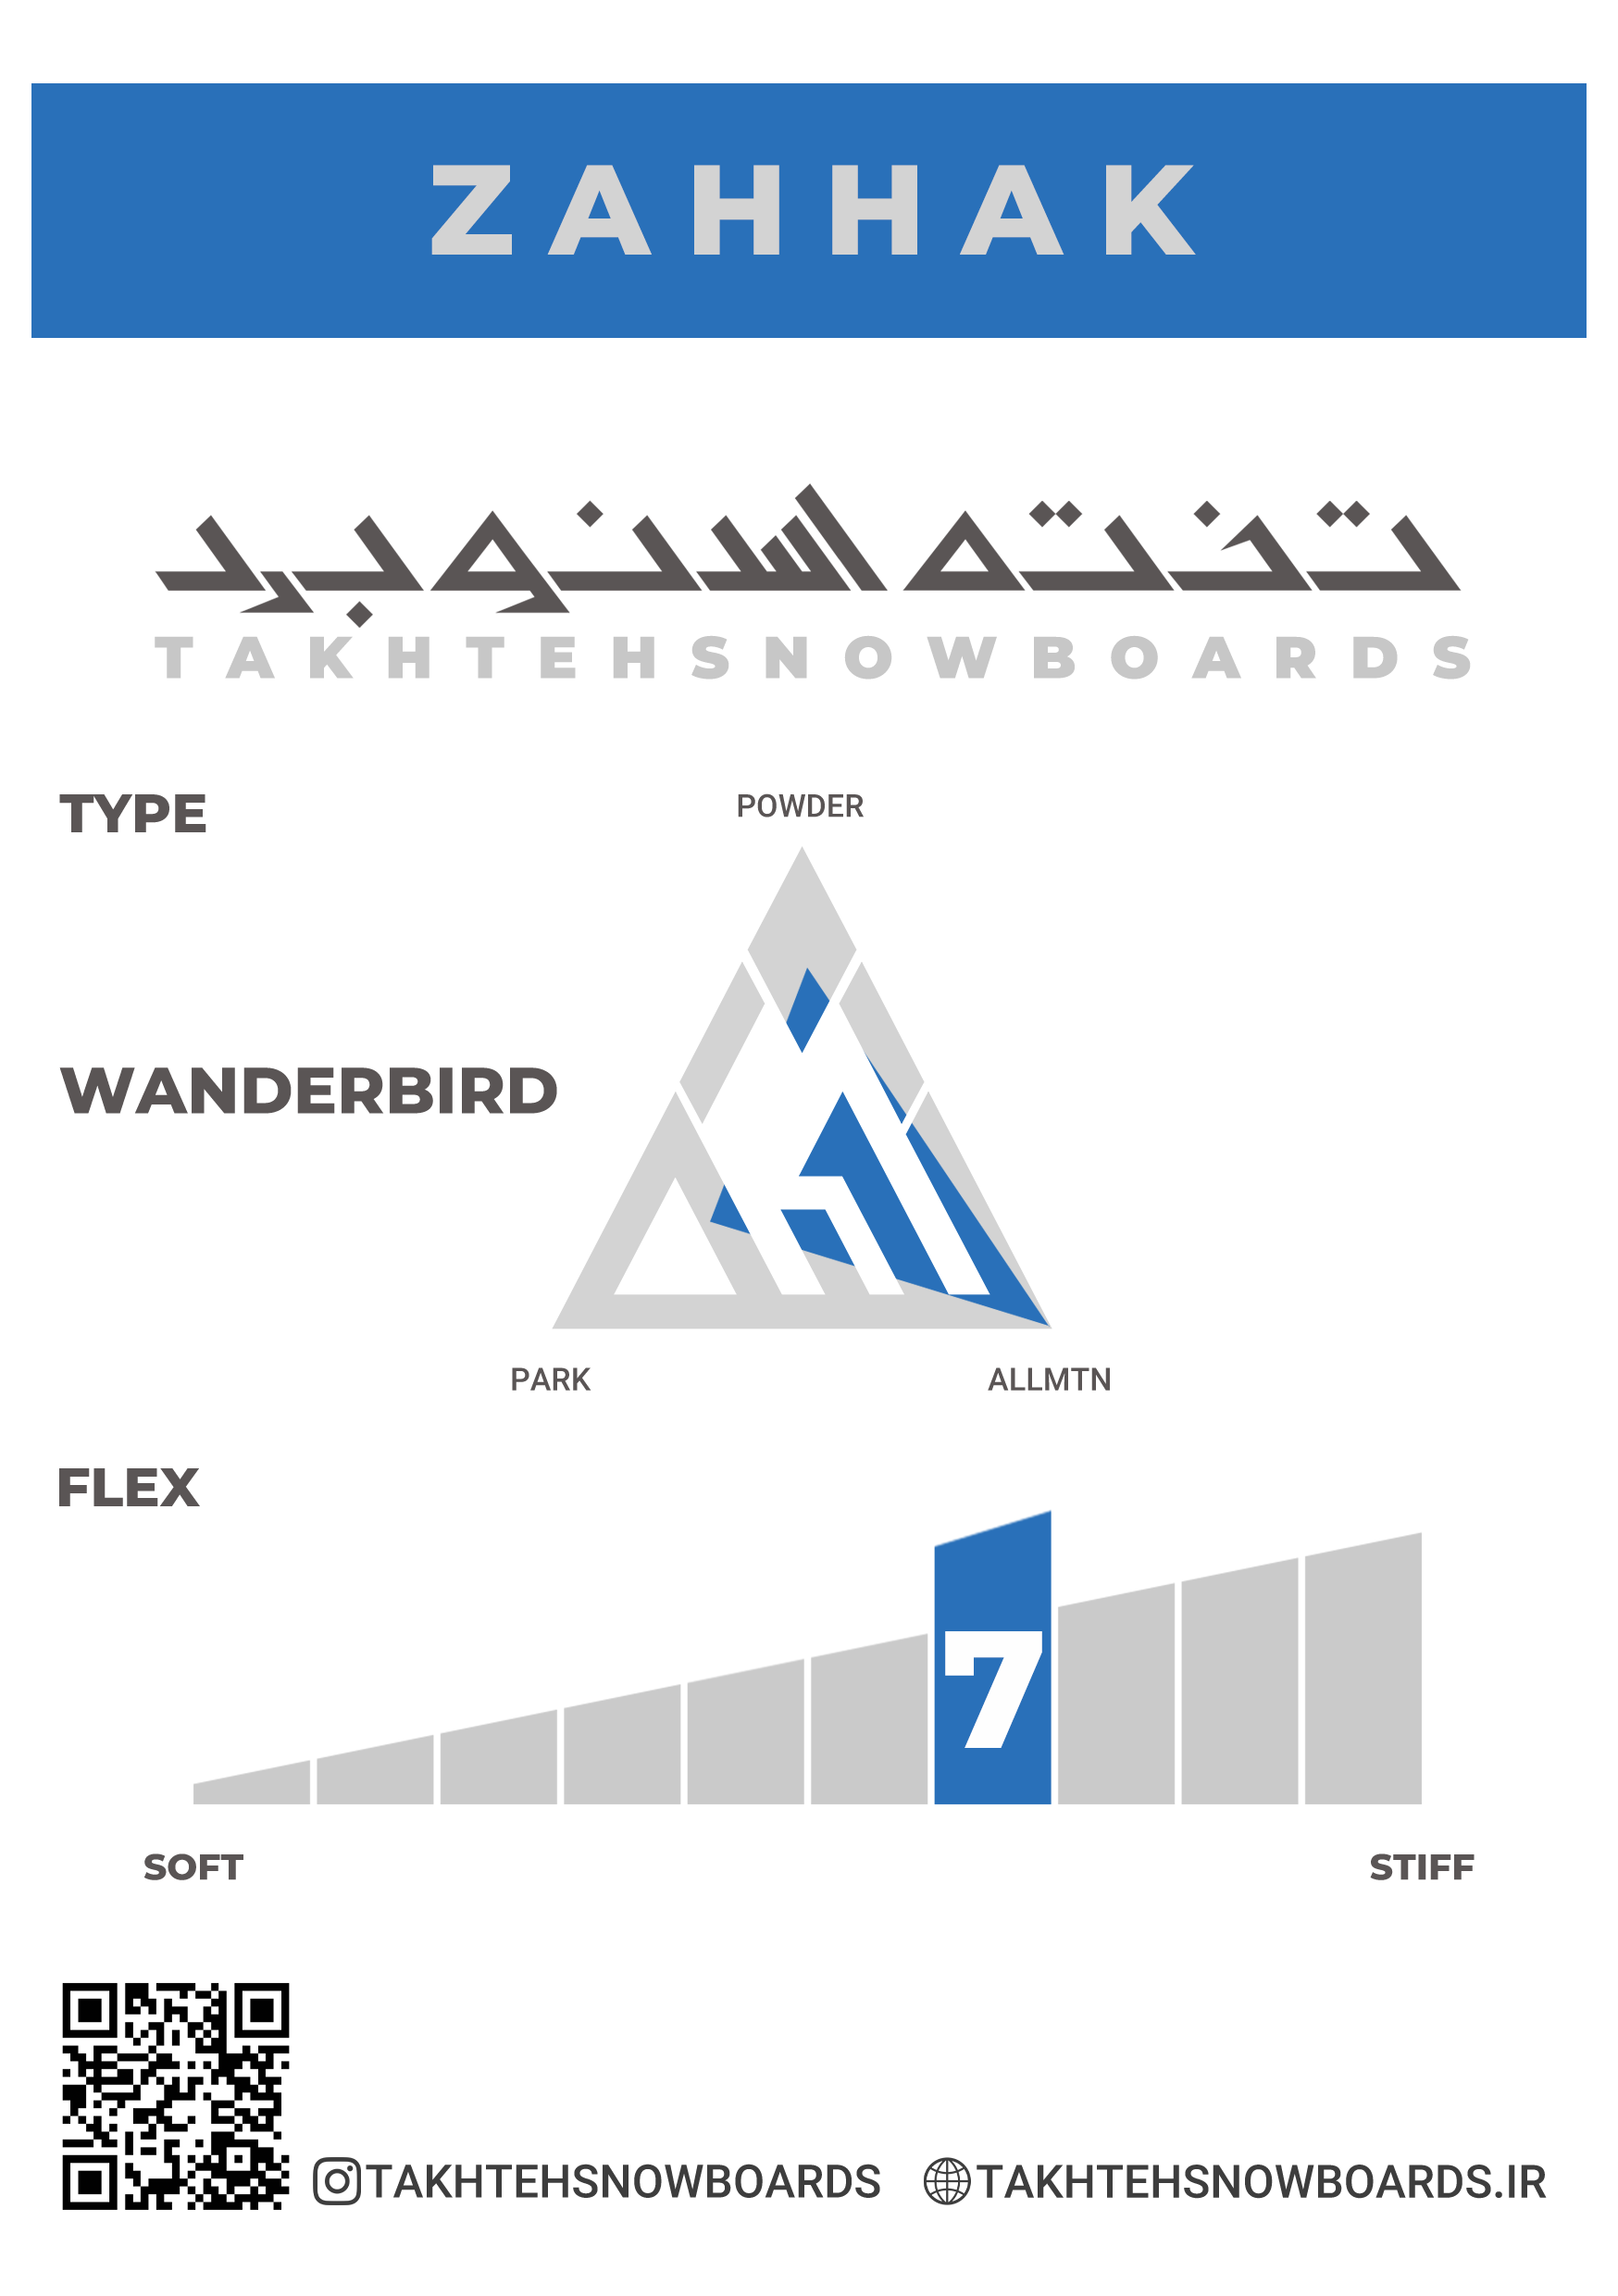 ZAHHAK
تخته اسنوبرد
TAKHTEHSNOWBOARDS
TYPE
POWDER
WANDERBIRD
PARK ALLMTN
FLEX
7
SOFT STIFF
TAKHTEHSNOWBOARDS TAKHTEHSNOWBOARDS.IR